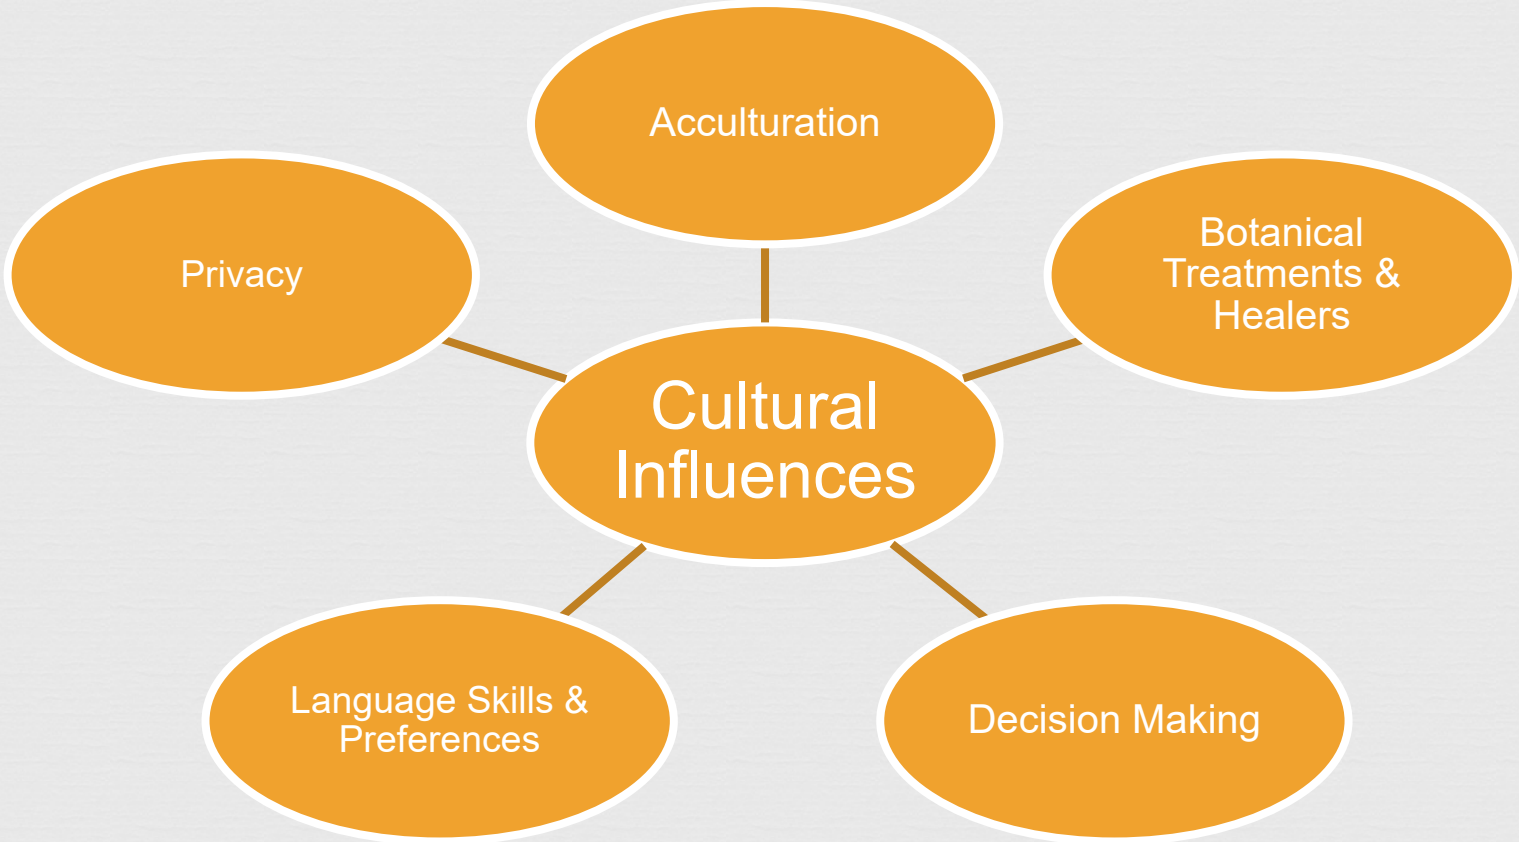 Acculturation
Privacy
Botanical
Treatments &
Healers
Cultural
Influences
Language Skills &
Preferences
Decision Making